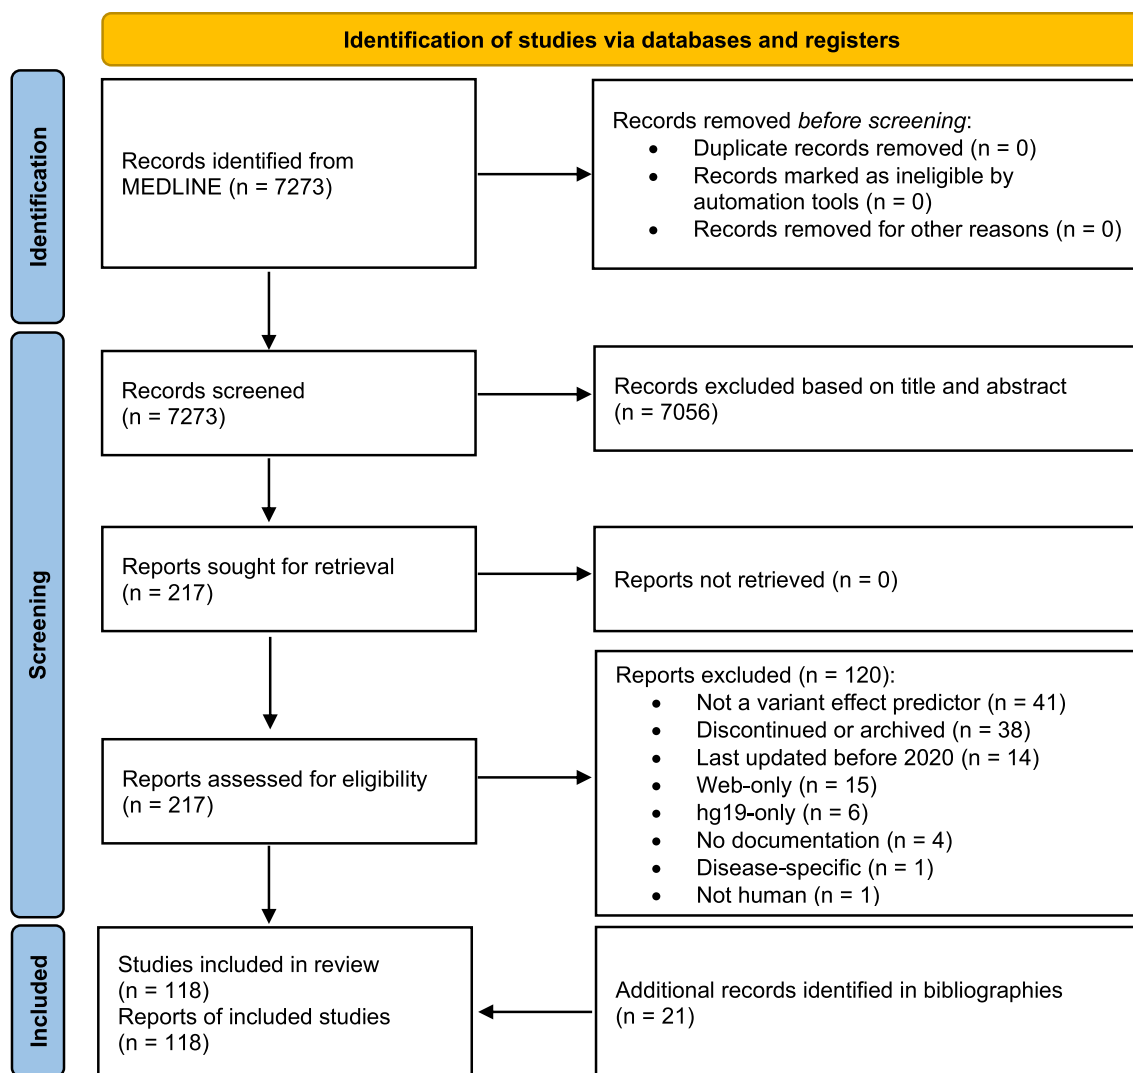 Identification of studies via databases and registers
Identification
Records identified from
MEDLINE (n = 7273)
Records removed before screening:
• Duplicate records removed (n = 0)
• Records marked as ineligible by
automation tools (n = 0)
• Records removed for other reasons (n = 0)
Screening
Records screened
(n = 7273)
Records excluded based on title and abstract
(n = 7056)
Reports sought for retrieval
(n = 217)
Reports not retrieved (n = 0)
Reports assessed for eligibility
(n = 217)
Reports excluded (n = 120):
• Not a variant effect predictor (n = 41)
• Discontinued or archived (n = 38)
• Last updated before 2020 (n = 14)
• Web-only (n = 15)
• hg19-only (n = 6)
• No documentation (n = 4)
• Disease-specific (n = 1)
• Not human (n = 1)
Included
Studies included in review
(n = 118)
Reports of included studies
(n = 118)
Additional records identified in bibliographies
(n = 21)